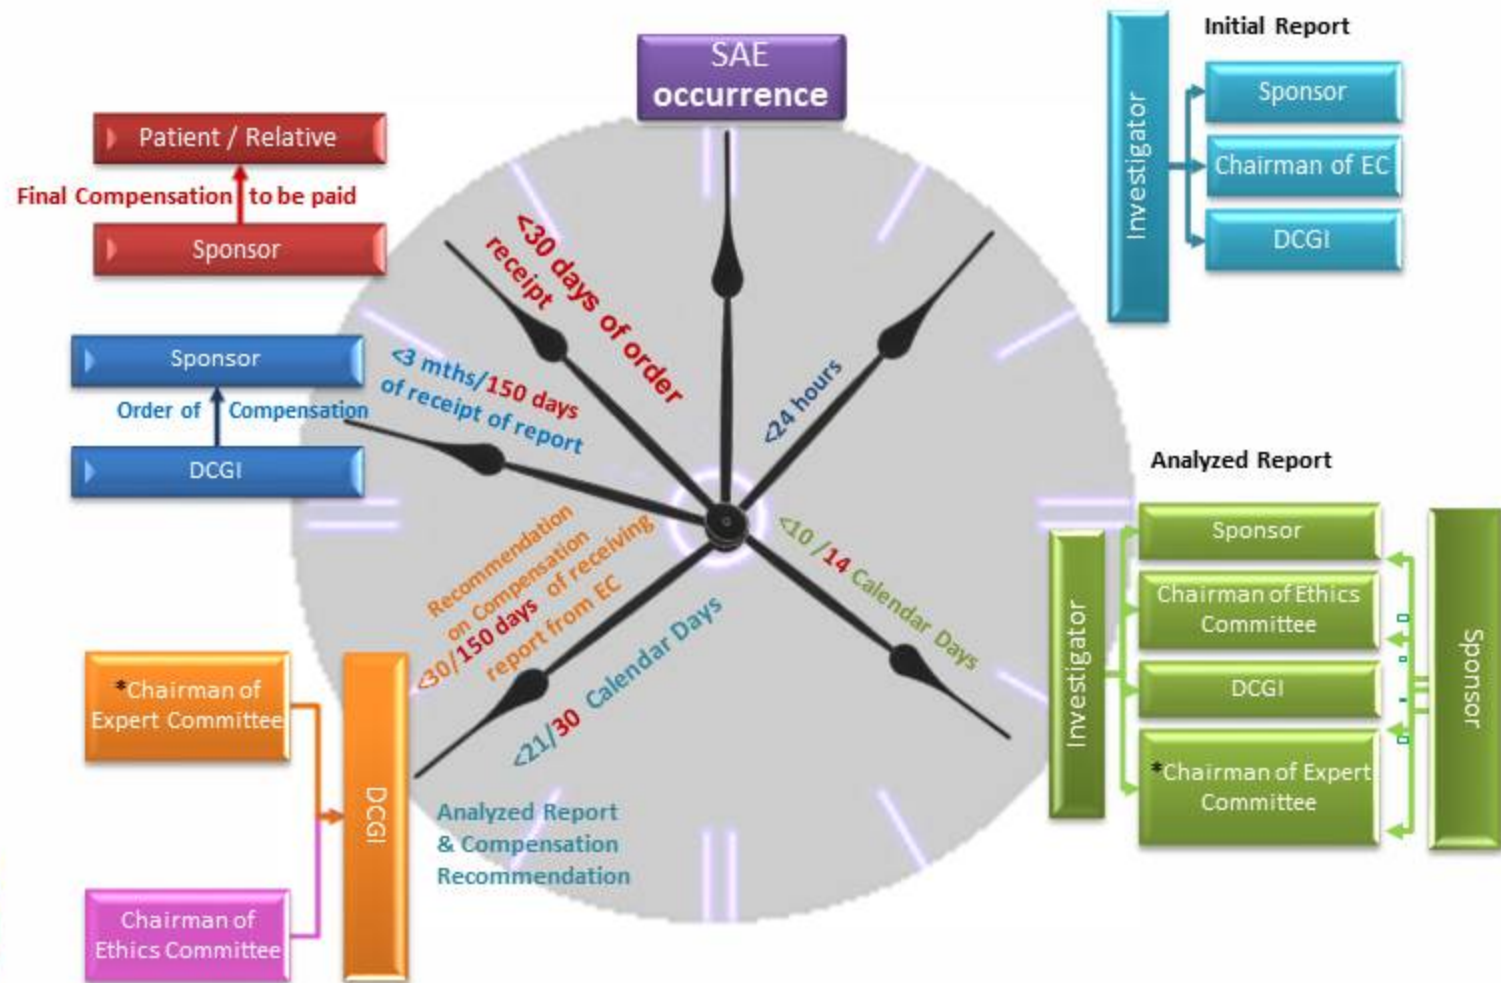 SAE
occurrence
Initial Report
Investigator
Sponsor
Chairman of EC
DCGI
<24 hours
Analyzed Report
Investigator
Sponsor
Chairman of Ethics
Committee
DCGI
*Chairman of Expert
Committee
Sponsor
<10 /14 Calendar Days
<21/30 Calendar Days
Analyzed Report
& Compensation
Recommendation
Recommendation
on Compensation
<30/150 days of receiving
report from EC
*Chairman of
Expert Committee
DCGI
Chairman of
Ethics Committee
<3 mths/150 days
of receipt of report
Sponsor
Order of Compensation
DCGI
<30 days of order
receipt
Patient / Relative
Final Compensation to be paid
Sponsor